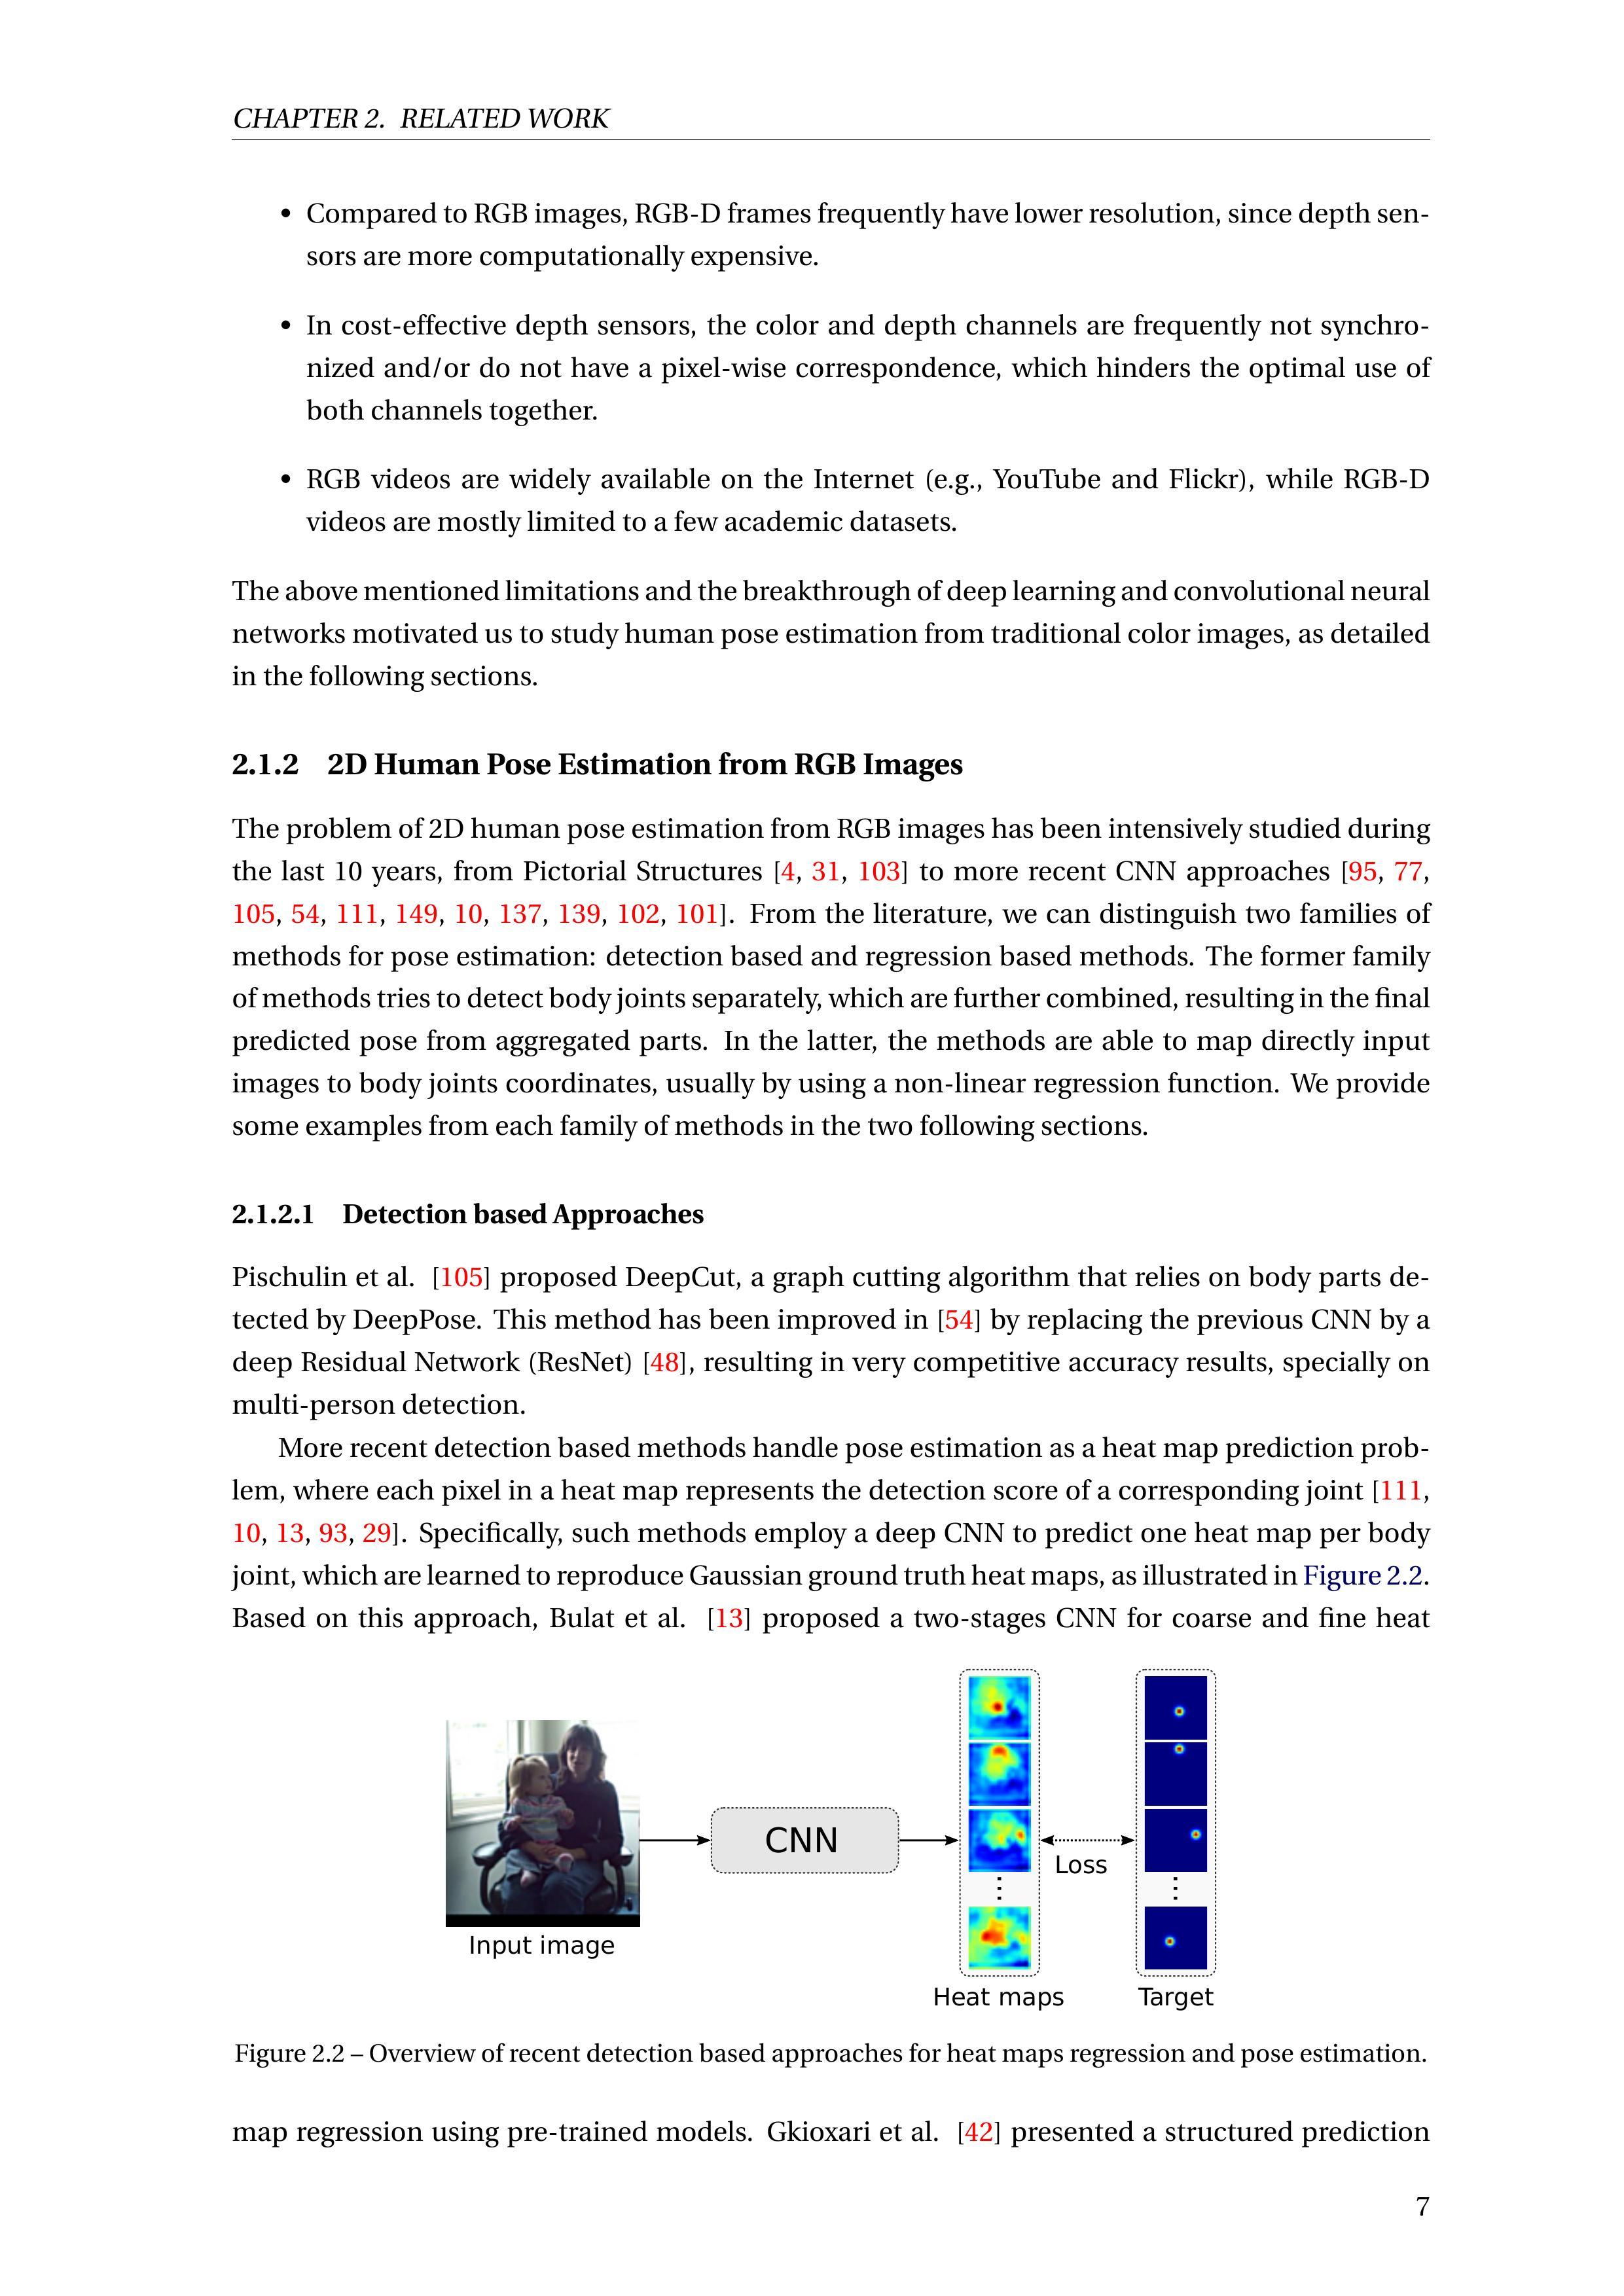 CHAPTER 2. RELATED WORK
• Compared to RGB images, RGB-D frames frequently have lower resolution, since depth sen-
sors are more computationally expensive.
• In cost-effective depth sensors, the color and depth channels are frequently not synchro-
nized and/or do not have a pixel-wise correspondence, which hinders the optimal use of
both channels together.
• RGB videos are widely available on the Internet (e.g., YouTube and Flickr), while RGB-D
videos are mostly limited to a few academic datasets.
The above mentioned limitations and the breakthrough of deep learning and convolutional neural
networks motivated us to study human pose estimation from traditional color images, as detailed
in the following sections.
2.1.2 2D Human Pose Estimation from RGB Images
The problem of 2D human pose estimation from RGB images has been intensively studied during
the last 10 years, from Pictorial Structures [4, 31, 103] to more recent CNN approaches [95, 77,
105, 54, 111, 149, 10, 137, 139, 102, 101]. From the literature, we can distinguish two families of
methods for pose estimation: detection based and regression based methods. The former family
of methods tries to detect body joints separately, which are further combined, resulting in the final
predicted pose from aggregated parts. In the latter, the methods are able to map directly input
images to body joints coordinates, usually by using a non-linear regression function. We provide
some examples from each family of methods in the two following sections.
2.1.2.1 Detection based Approaches
Pischulin et al. [105] proposed DeepCut, a graph cutting algorithm that relies on body parts de-
tected by DeepPose. This method has been improved in [54] by replacing the previous CNN by a
deep Residual Network (ResNet) [48], resulting in very competitive accuracy results, specially on
multi-person detection.
More recent detection based methods handle pose estimation as a heat map prediction prob-
lem, where each pixel in a heat map represents the detection score of a corresponding joint [111,
10, 13, 93, 29]. Specifically, such methods employ a deep CNN to predict one heat map per body
joint, which are learned to reproduce Gaussian ground truth heat maps, as illustrated in Figure 2.2.
Based on this approach, Bulat et al. [13] proposed a two-stages CNN for coarse and fine heat
CNN
Loss
Input image
Heat maps
Target
Figure 2.2 – Overview of recent detection based approaches for heat maps regression and pose estimation.
map regression using pre-trained models. Gkioxari et al. [42] presented a structured prediction
7